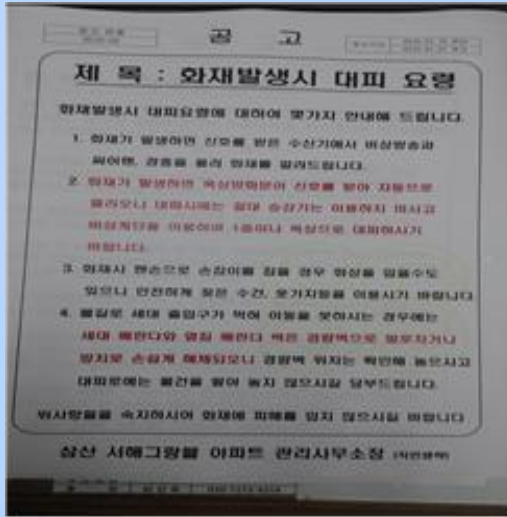 공 고
제 목 : 화재발생시 대피 요령
화재발생시 대피요령에 대하여 몇가지 안내해 드립니다.
1. 화재가 발생하면 신호를 받은 수신기에서 비상방송과
싸이렌, 경종을 울려 화재를 알려드립니다.
2. 화재가 발생하면 옥상방화문이 신호를 받아 자동으로
열리오니 대피시에는 절대 승강기는 이용하지 마시고
비상계단을 이용하여 1층이나 옥상으로 대피하시기
바랍니다.
3. 화재시 맨손으로 손잡이를 잡을 경우 화상을 입을수도
있으니 안전하게 젖은 수건, 옷가지등을 이용시기 바랍니다
4. 불길로 세대 출입구가 막혀 이동을 못하시는 경우에는
세대 베란다와 옆집 베란다 벽은 경량벽으로 발로차거나
망치로 손쉽게 해체되오니 경량벽 위치는 확인해 놓으시고
대피로에는 물건을 쌓아 놓지 않으시길 당부드립니다.
위사항들을 숙지하시어 화재에 피해를 입지 않으시길 바랍니다
삼산 서해그랑블 아파트 관리사무소장 (직인생략)